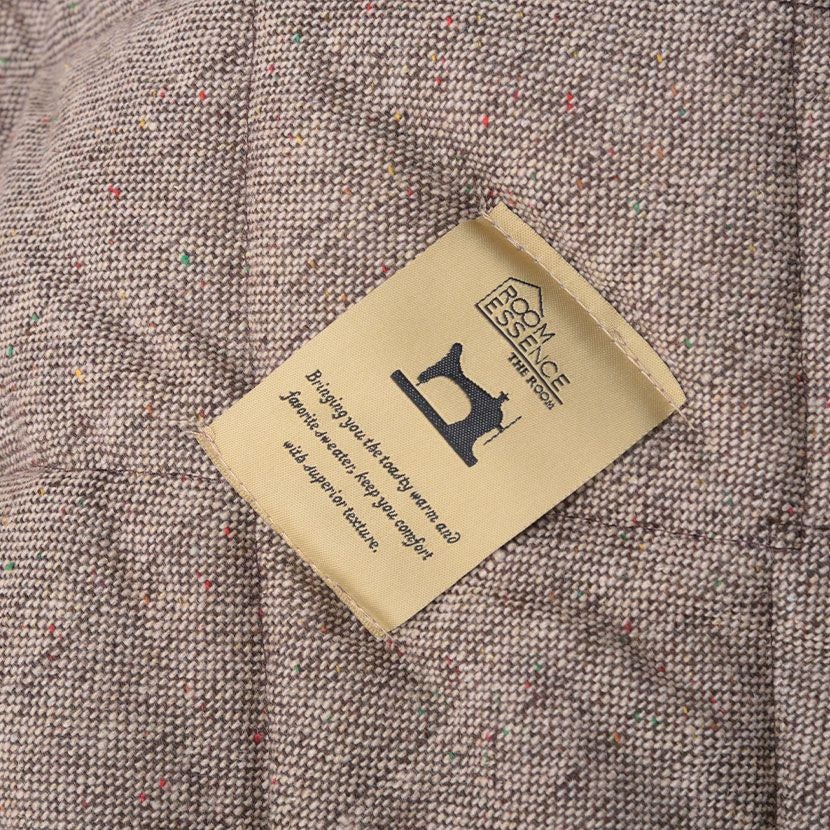 ROOM
ESSENCE
THE ROOM
Bringing you the toasty warm and
favorite sweater, keep you comfort
with superior texture.